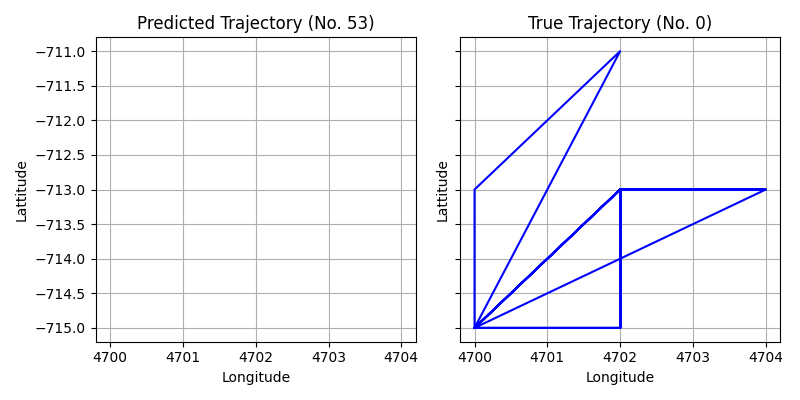 Predicted Trajectory (No. 53)
True Trajectory (No. 0)
−711.0
−711.5
−712.0
−712.5
−713.0
−713.5
−714.0
−714.5
−715.0
Lattitude
Lattitude
4700 4701 4702 4703 4704
4700 4701 4702 4703 4704
Longitude
Longitude